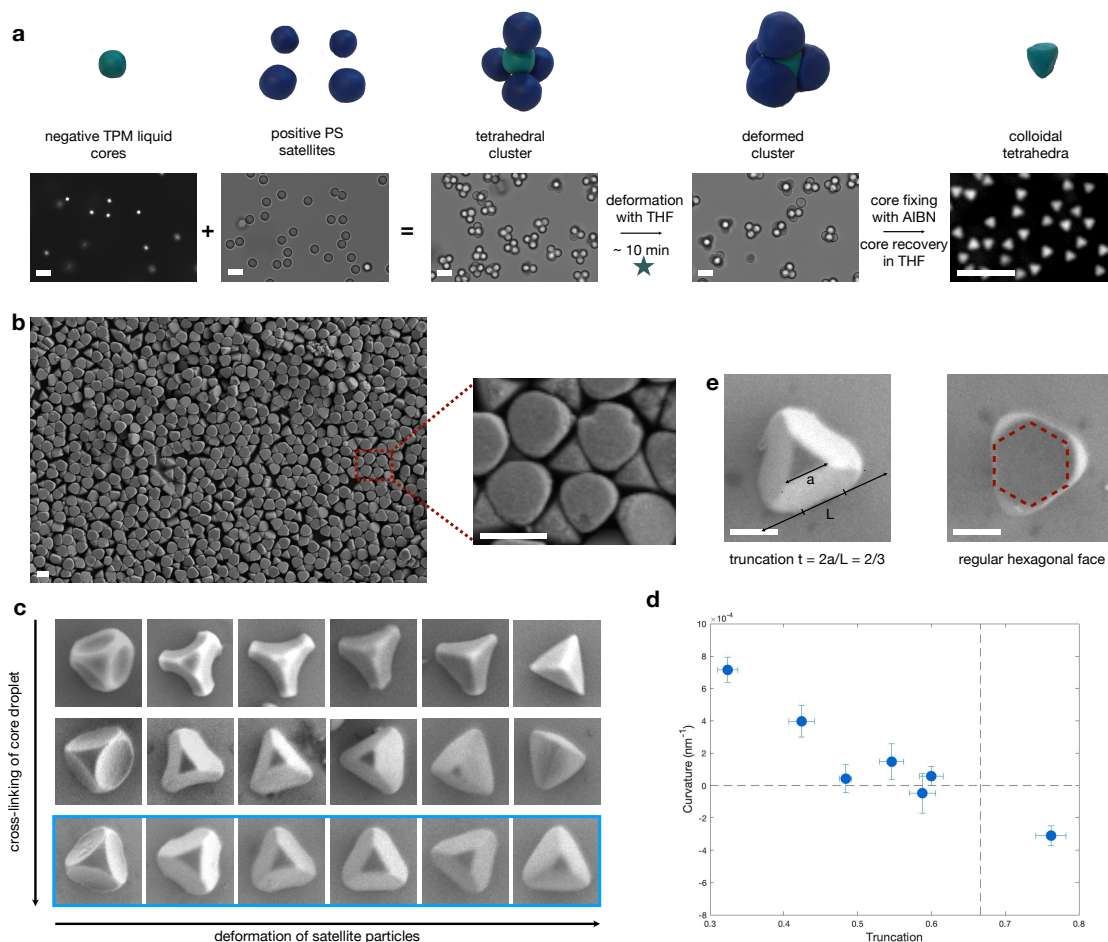 a
negative TPM liquid
cores
positive PS
satellites
tetrahedral
cluster
deformed
cluster
colloidal
tetrahedra
+
=
deformation
with THF
~ 10 min
core fixing
with AIBN
core recovery
in THF
b
e
a
L
truncation t = 2a/L = 2/3
regular hexagonal face
c
cross-linking of core droplet
deformation of satellite particles
d
×10⁻⁴
10
8
6
4
2
0
-2
-4
-6
-8
Curvature (nm⁻¹)
0.3 0.4 0.5 0.6 0.7 0.8
Truncation